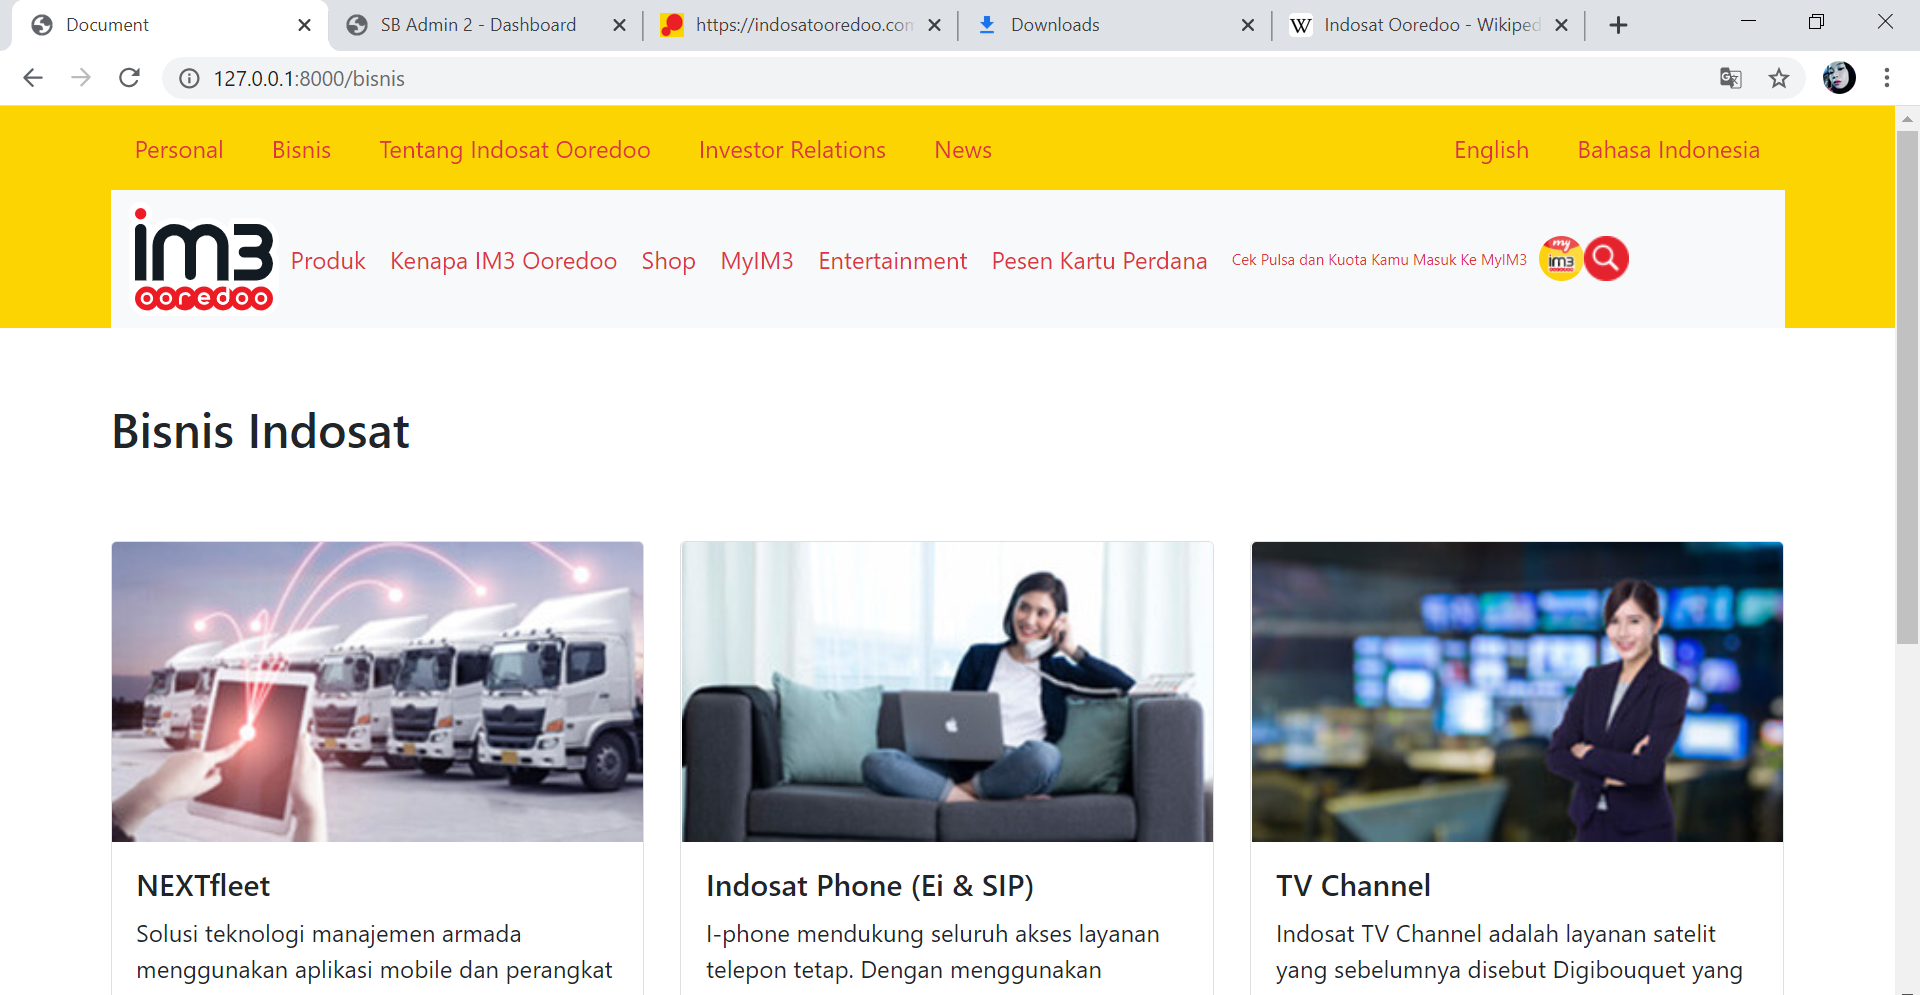 Document
SB Admin 2 - Dashboard
https://indosatooredoo.com
Downloads
Indosat Ooredoo - Wikiped
127.0.0.1:8000/bisnis
Personal
Bisnis
Tentang Indosat Ooredoo
Investor Relations
News
English
Bahasa Indonesia
im3
ooredoo
Produk
Kenapa IM3 Ooredoo
Shop
MyIM3
Entertainment
Pesen Kartu Perdana
Cek Pulsa dan Kuota Kamu Masuk Ke MyIM3
my
im3
Bisnis Indosat
NEXTfleet
Solusi teknologi manajemen armada
menggunakan aplikasi mobile dan perangkat
Indosat Phone (Ei & SIP)
I-phone mendukung seluruh akses layanan
telepon tetap. Dengan menggunakan
TV Channel
Indosat TV Channel adalah layanan satelit
yang sebelumnya disebut Digibouquet yang